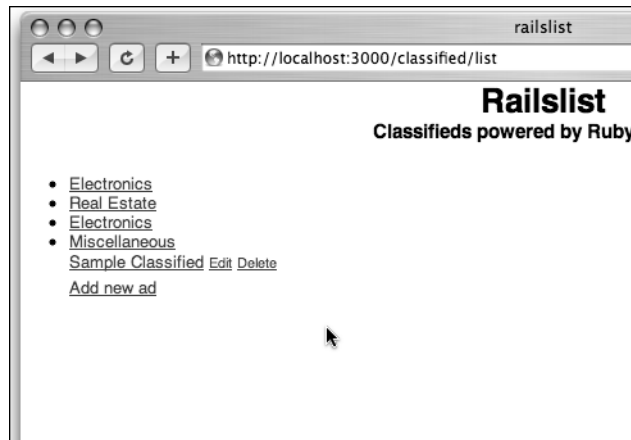 railslist
http://localhost:3000/classified/list
Railslist
Classifieds powered by Ruby
Electronics
Real Estate
Electronics
Miscellaneous
Sample Classified Edit Delete
Add new ad